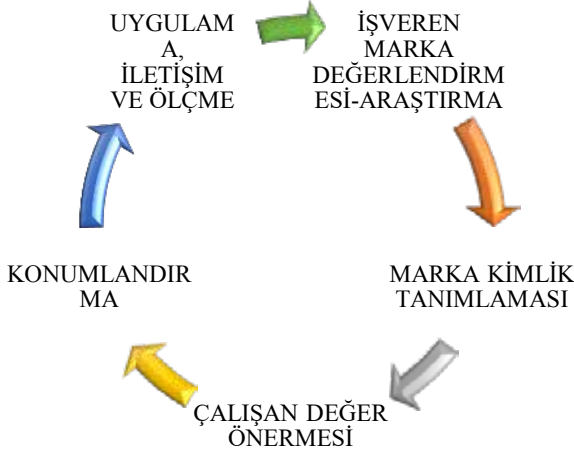 UYGULAM
A,
İLETİŞİM
VE ÖLÇME
İŞVEREN
MARKA
DEĞERLENDİRM
ESİ-ARAŞTIRMA
MARKA KİMLİK
TANIMLAMASI
ÇALIŞAN DEĞER
ÖNERMESİ
KONUMLANDIR
MA